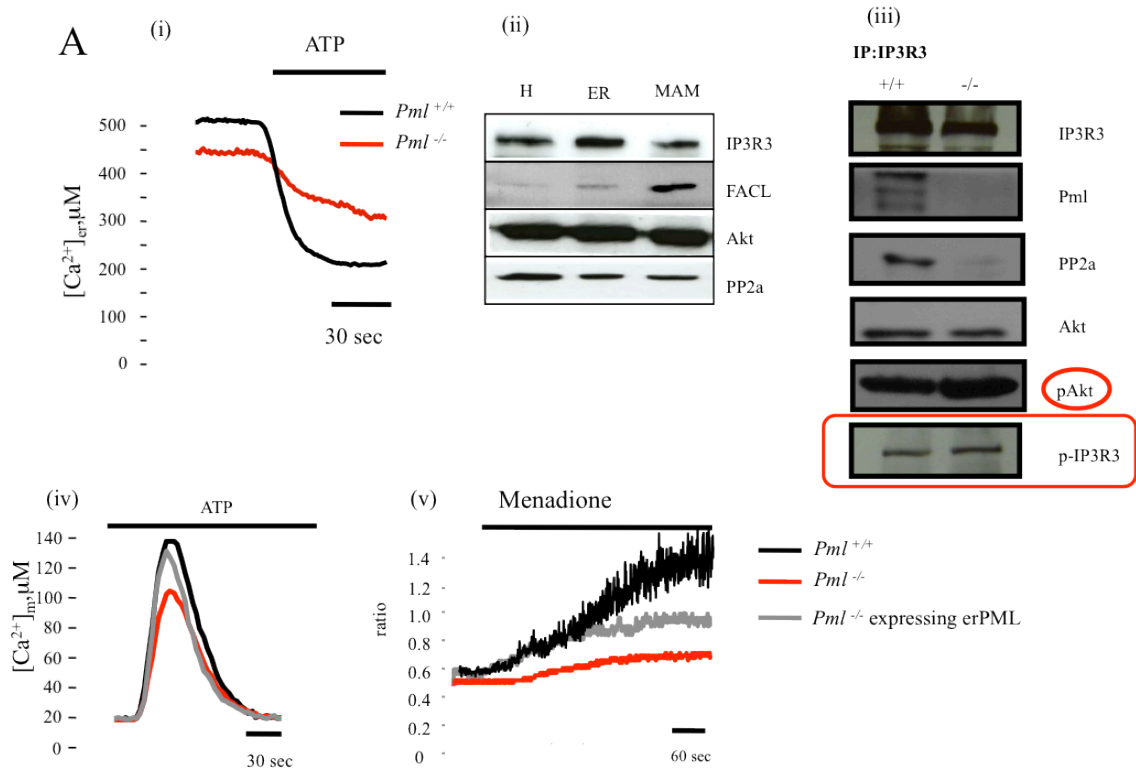 A
(i)
ATP
Pml +/+
Pml -/-
[Ca2+]er,µM
500
450
400
300
200
100
0
30 sec
(ii)
H ER MAM
IP3R3
FACL
Akt
PP2a
(iii)
IP:IP3R3
+/+ -/-
IP3R3
Pml
PP2a
Akt
pAkt
p-IP3R3
(iv)
ATP
[Ca2+]m,µM
140
120
100
80
60
40
20
0
30 sec
(v)
Menadione
ratio
1.4
1.2
1.0
0.8
0.6
0.4
0.2
0
60 sec
Pml +/+
Pml -/-
Pml -/- expressing erPML